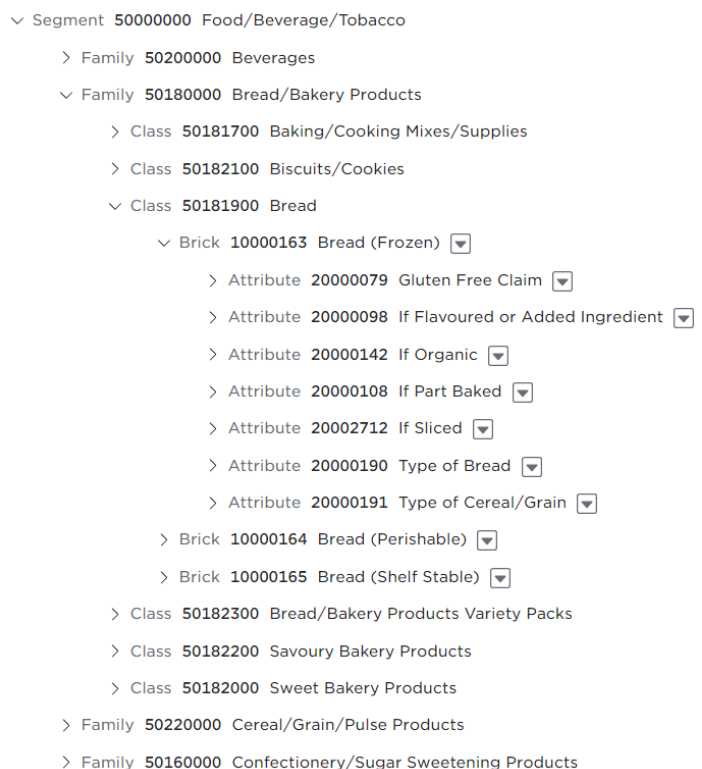 Segment 50000000 Food/Beverage/Tobacco
Family 50200000 Beverages
Family 50180000 Bread/Bakery Products
Class 50181700 Baking/Cooking Mixes/Supplies
Class 50182100 Biscuits/Cookies
Class 50181900 Bread
Brick 10000163 Bread (Frozen)
Attribute 20000079 Gluten Free Claim
Attribute 20000098 If Flavoured or Added Ingredient
Attribute 20000142 If Organic
Attribute 20000108 If Part Baked
Attribute 20002712 If Sliced
Attribute 20000190 Type of Bread
Attribute 20000191 Type of Cereal/Grain
Brick 10000164 Bread (Perishable)
Brick 10000165 Bread (Shelf Stable)
Class 50182300 Bread/Bakery Products Variety Packs
Class 50182200 Savoury Bakery Products
Class 50182000 Sweet Bakery Products
Family 50220000 Cereal/Grain/Pulse Products
Family 50160000 Confectionery/Sugar Sweetening Products